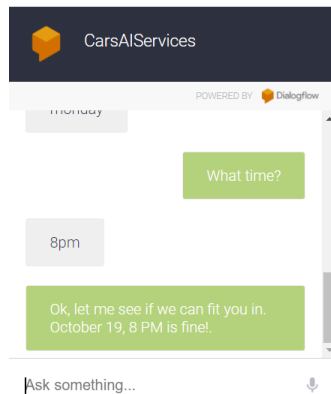 CarsAIServices
POWERED BY Dialogflow
monday
What time?
8pm
Ok, let me see if we can fit you in.
October 19, 8 PM is fine!.
Ask something...